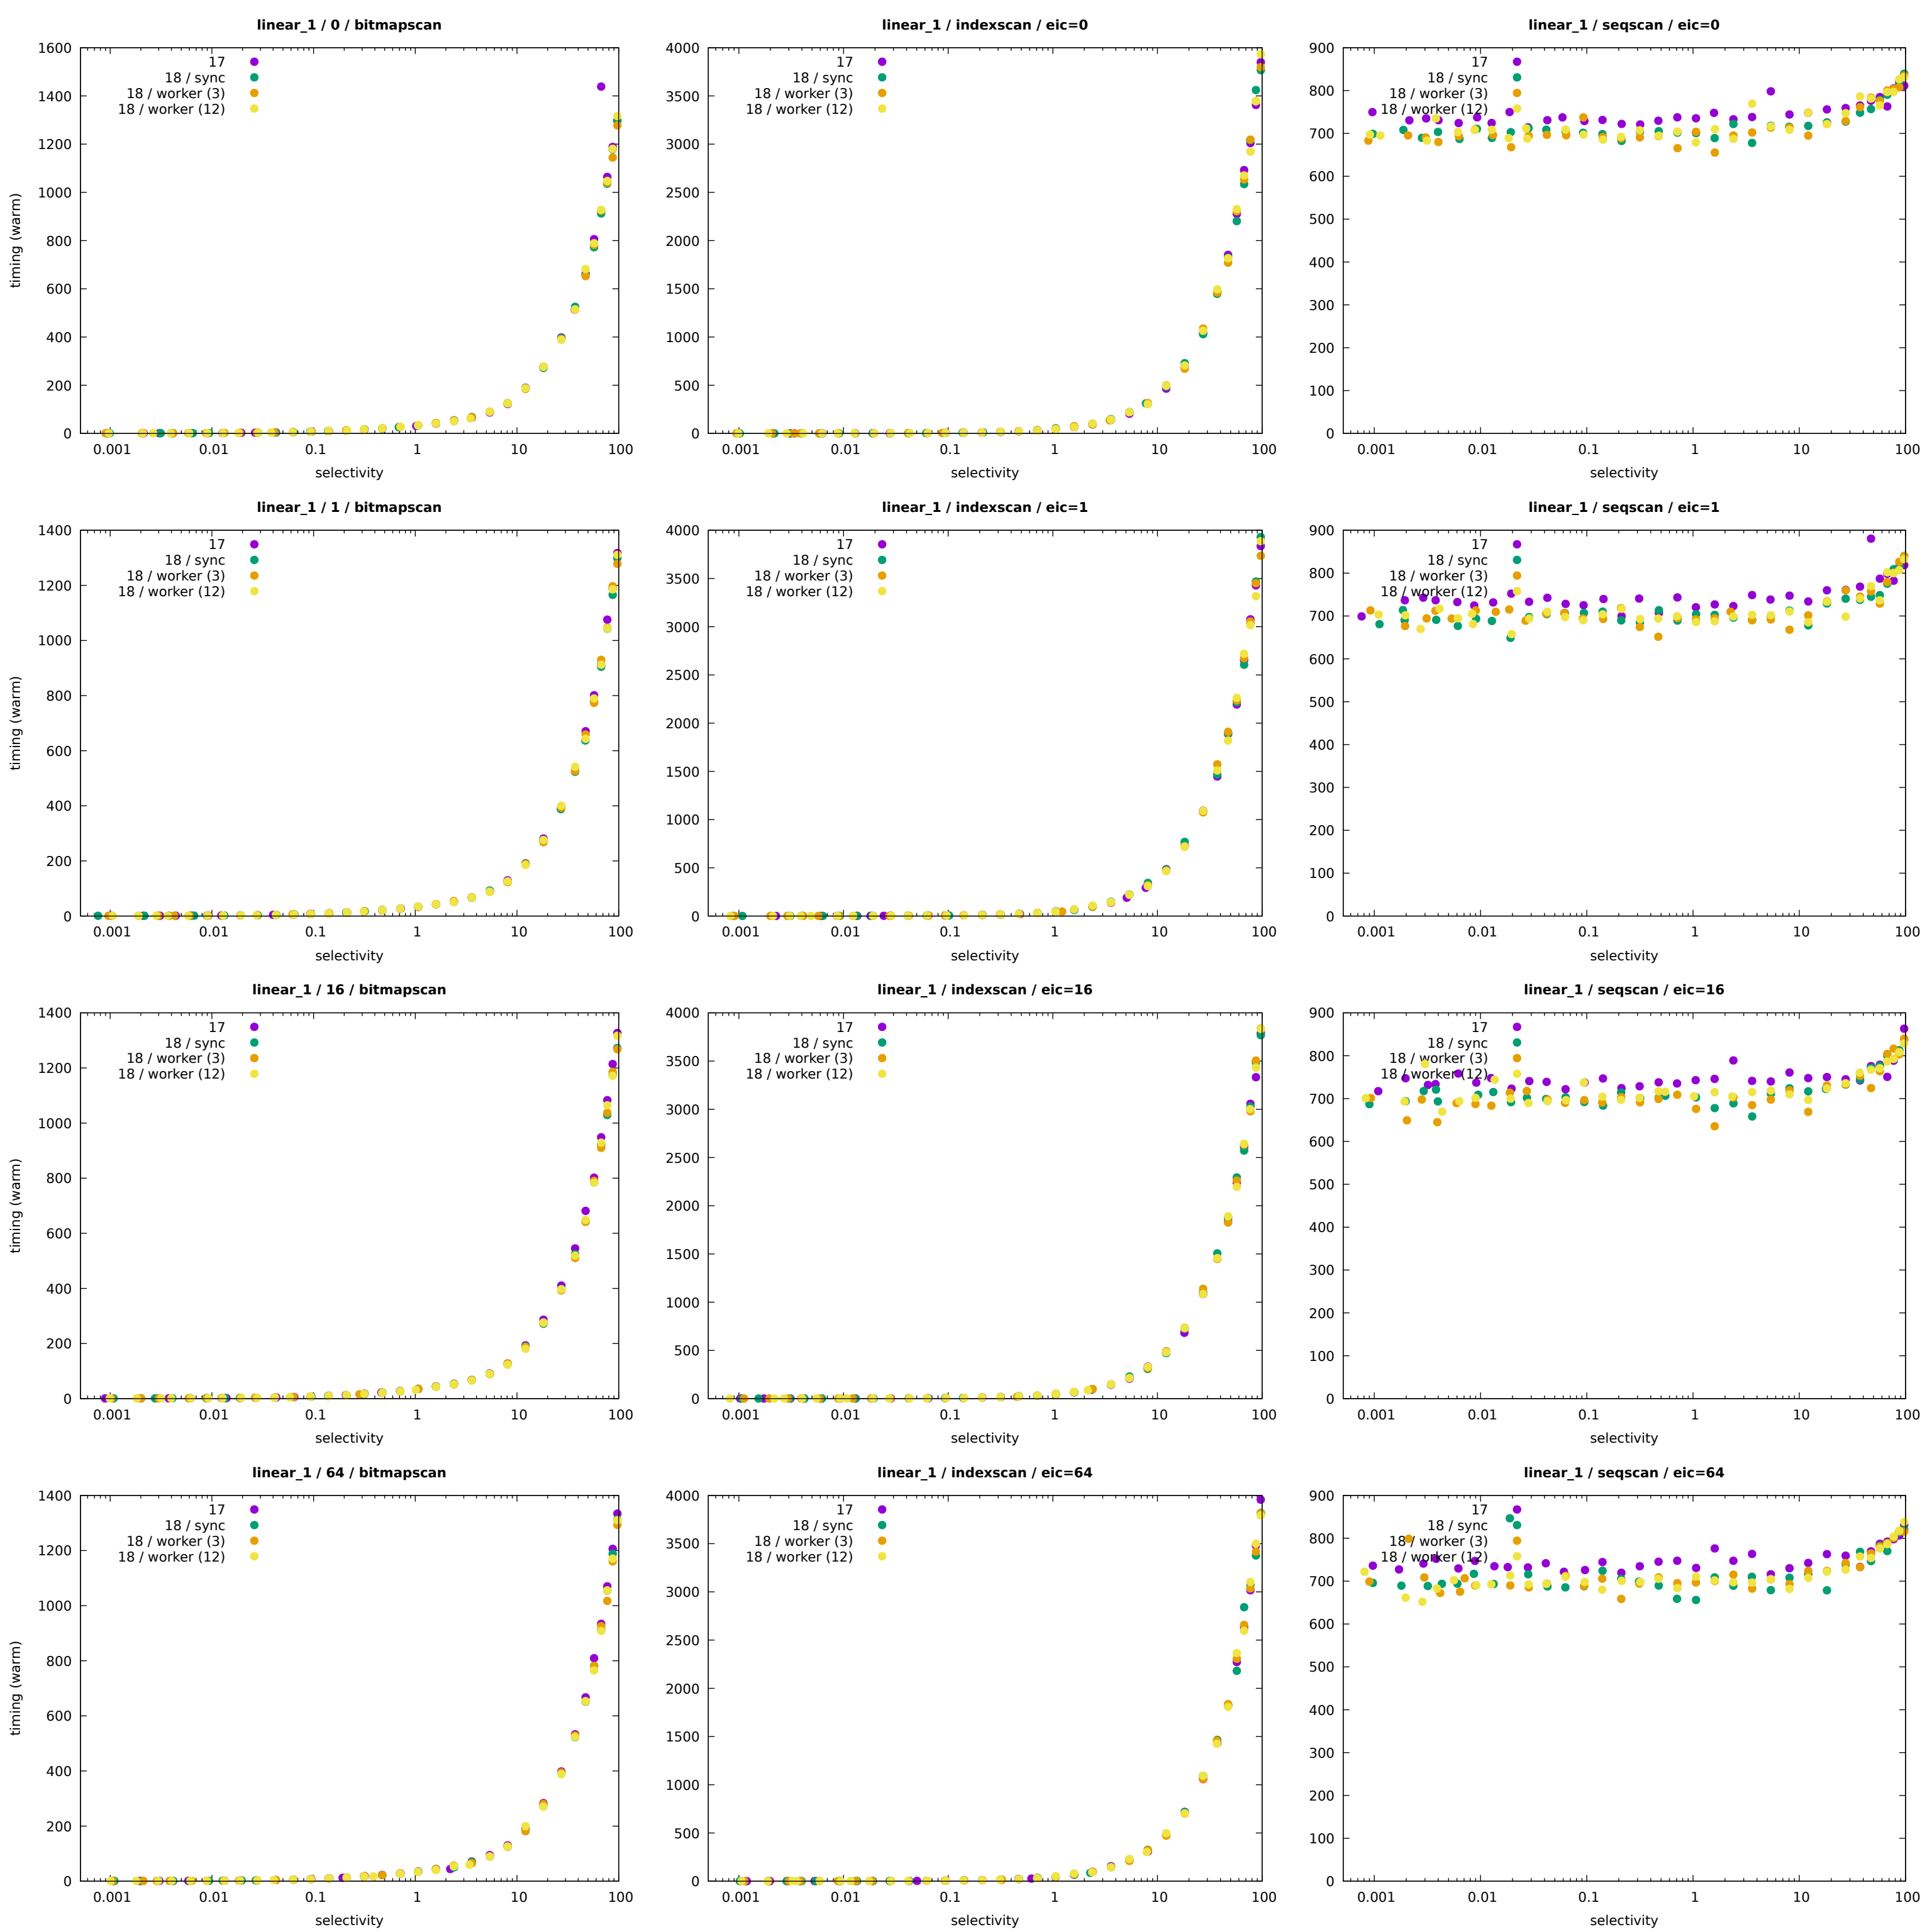 linear_1 / 0 / bitmapscan
1600
1400
1200
1000
800
600
400
200
0
timing (warm)
17
18 / sync
18 / worker (3)
18 / worker (12)
0.001 0.01 0.1 1 10 100
selectivity
linear_1 / indexscan / eic=0
4000
3500
3000
2500
2000
1500
1000
500
0
17
18 / sync
18 / worker (3)
18 / worker (12)
0.001 0.01 0.1 1 10 100
selectivity
linear_1 / seqscan / eic=0
900
800
700
600
500
400
300
200
100
0
17
18 / sync
18 / worker (3)
18 / worker (12)
0.001 0.01 0.1 1 10 100
selectivity
linear_1 / 1 / bitmapscan
1400
1200
1000
800
600
400
200
0
timing (warm)
17
18 / sync
18 / worker (3)
18 / worker (12)
0.001 0.01 0.1 1 10 100
selectivity
linear_1 / indexscan / eic=1
4000
3500
3000
2500
2000
1500
1000
500
0
17
18 / sync
18 / worker (3)
18 / worker (12)
0.001 0.01 0.1 1 10 100
selectivity
linear_1 / seqscan / eic=1
900
800
700
600
500
400
300
200
100
0
17
18 / sync
18 / worker (3)
18 / worker (12)
0.001 0.01 0.1 1 10 100
selectivity
linear_1 / 16 / bitmapscan
1400
1200
1000
800
600
400
200
0
timing (warm)
17
18 / sync
18 / worker (3)
18 / worker (12)
0.001 0.01 0.1 1 10 100
selectivity
linear_1 / indexscan / eic=16
4000
3500
3000
2500
2000
1500
1000
500
0
17
18 / sync
18 / worker (3)
18 / worker (12)
0.001 0.01 0.1 1 10 100
selectivity
linear_1 / seqscan / eic=16
900
800
700
600
500
400
300
200
100
0
17
18 / sync
18 / worker (3)
18 / worker (12)
0.001 0.01 0.1 1 10 100
selectivity
linear_1 / 64 / bitmapscan
1400
1200
1000
800
600
400
200
0
timing (warm)
17
18 / sync
18 / worker (3)
18 / worker (12)
0.001 0.01 0.1 1 10 100
selectivity
linear_1 / indexscan / eic=64
4000
3500
3000
2500
2000
1500
1000
500
0
17
18 / sync
18 / worker (3)
18 / worker (12)
0.001 0.01 0.1 1 10 100
selectivity
linear_1 / seqscan / eic=64
900
800
700
600
500
400
300
200
100
0
17
18 / sync
18 / worker (3)
18 / worker (12)
0.001 0.01 0.1 1 10 100
selectivity